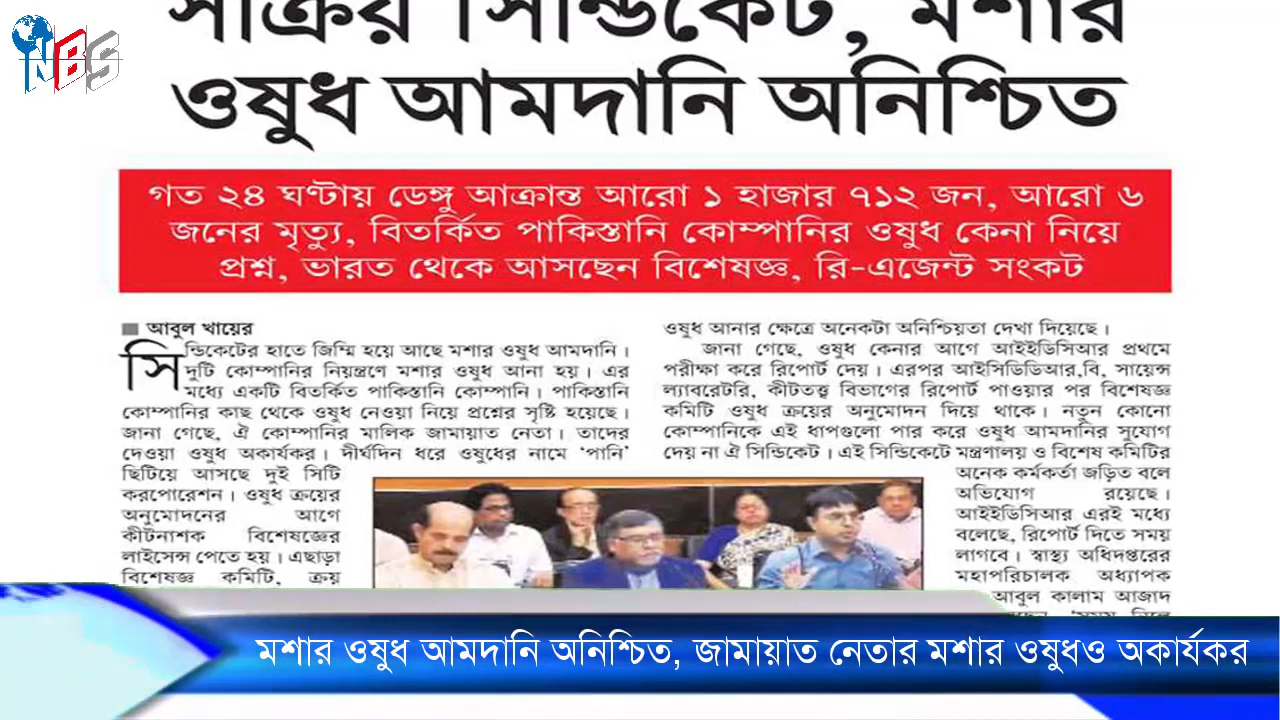 NBS
সক্রিয় সিন্ডিকেট, মশার
ওষুধ আমদানি অনিশ্চিত
গত ২৪ ঘণ্টায় ডেঙ্গু আক্রান্ত আরো ১ হাজার ৭১২ জন, আরো ৬
জনের মৃত্যু, বিতর্কিত পাকিস্তানি কোম্পানির ওষুধ কেনা নিয়ে
প্রশ্ন, ভারত থেকে আসছেন বিশেষজ্ঞ, রি-এজেন্ট সংকট
আবুল খায়ের
সিন্ডিকেটের হাতে জিম্মি হয়ে আছে মশার ওষুধ আমদানি।
দুটি কোম্পানির নিয়ন্ত্রণে মশার ওষুধ আনা হয়। এর
মধ্যে একটি বিতর্কিত পাকিস্তানি কোম্পানি। পাকিস্তানি
কোম্পানির কাছ থেকে ওষুধ নেওয়া নিয়ে প্রশ্নের সৃষ্টি হয়েছে।
জানা গেছে, ঐ কোম্পানির মালিক জামায়াত নেতা। তাদের
দেওয়া ওষুধ অকার্যকর। দীর্ঘদিন ধরে ওষুধের নামে ‘পানি’
ছিটিয়ে আসছে দুই সিটি
করপোরেশন। ওষুধ ক্রয়ের
অনুমোদনের আগে
কীটনাশক বিশেষজ্ঞের
লাইসেন্স পেতে হয়। এছাড়া
বিশেষজ্ঞ কমিটি, ক্রয়
ওষুধ আনার ক্ষেত্রে অনেকটা অনিশ্চিয়তা দেখা দিয়েছে।
জানা গেছে, ওষুধ কেনার আগে আইইডিসিআর প্রথমে
পরীক্ষা করে রিপোর্ট দেয়। এরপর আইসিডিডিআর,বি, সায়েন্স
ল্যাবরেটরি, কীটতত্ত্ব বিভাগের রিপোর্ট পাওয়ার পর বিশেষজ্ঞ
কমিটি ওষুধ ক্রয়ের অনুমোদন দিয়ে থাকে। নতুন কোনো
কোম্পানিকে এই ধাপগুলো পার করে ওষুধ আমদানির সুযোগ
দেয় না ঐ সিন্ডিকেট। এই সিন্ডিকেটে মন্ত্রণালয় ও বিশেষ কমিটির
অনেক কর্মকর্তা জড়িত বলে
অভিযোগ রয়েছে।
আইইডিসিআর এরই মধ্যে
বলেছে, রিপোর্ট দিতে সময়
লাগবে। স্বাস্থ্য অধিদপ্তরের
মহাপরিচালক অধ্যাপক
আবুল কালাম আজাদ
মশার ওষুধ আমদানি অনিশ্চিত, জামায়াত নেতার মশার ওষুধও অকার্যকর